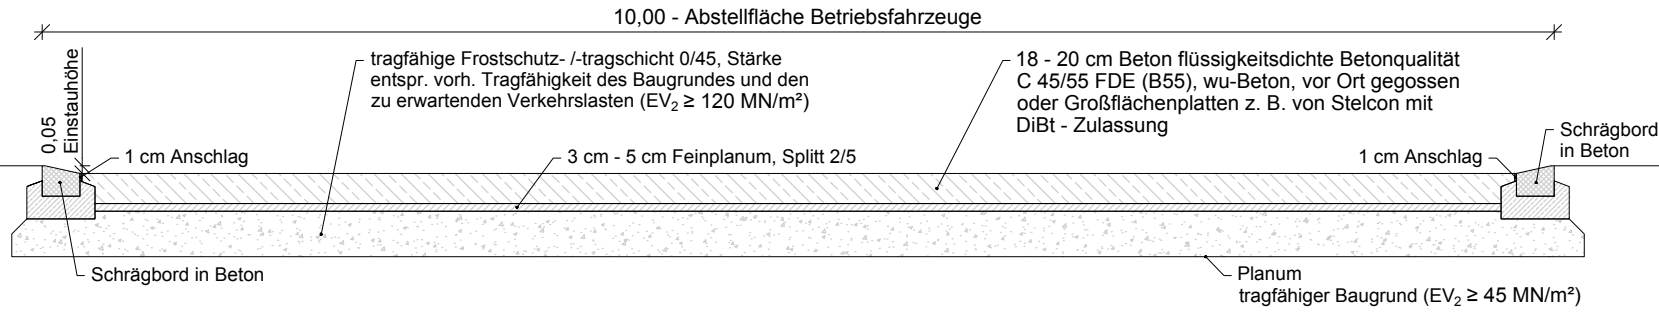 10,00 - Abstellfläche Betriebsfahrzeuge
0,05
Einstauhöhe
tragfähige Frostschutz- /-tragschicht 0/45, Stärke
entspr. vorh. Tragfähigkeit des Baugrundes und den
zu erwartenden Verkehrslasten (EV₂ ≥ 120 MN/m²)
18 - 20 cm Beton flüssigkeitsdichte Betonqualität
C 45/55 FDE (B55), wu-Beton, vor Ort gegossen
oder Großflächenplatten z. B. von Stelcon mit
DiBt - Zulassung
Schrägbord
in Beton
1 cm Anschlag
3 cm - 5 cm Feinplanum, Splitt 2/5
1 cm Anschlag
Schrägbord in Beton
Planum
tragfähiger Baugrund (EV₂ ≥ 45 MN/m²)